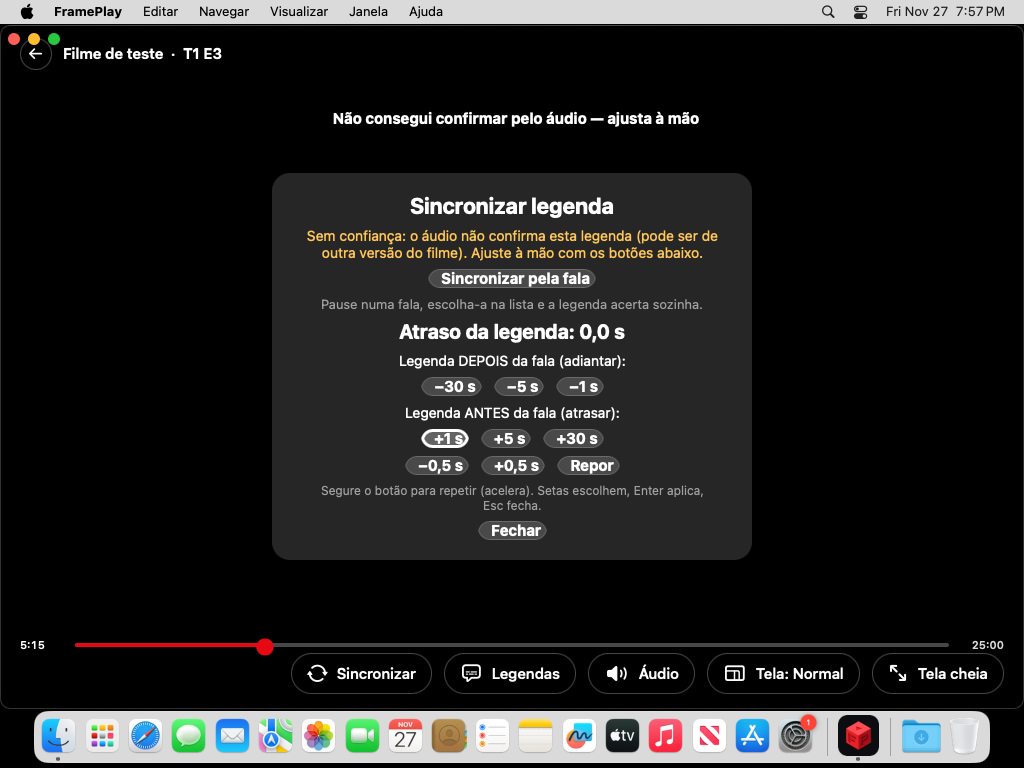 FramePlay Editar Navegar Visualizar Janela Ajuda Fri Nov 27 7:57 PM
Filme de teste · T1 E3
Não consegui confirmar pelo áudio — ajusta à mão
Sincronizar legenda
Sem confiança: o áudio não confirma esta legenda (pode ser de
outra versão do filme). Ajuste à mão com os botões abaixo.
Sincronizar pela fala
Pause numa fala, escolha-a na lista e a legenda acerta sozinha.
Atraso da legenda: 0,0 s
Legenda DEPOIS da fala (adiantar):
−30 s −5 s −1 s
Legenda ANTES da fala (atrasar):
+1 s +5 s +30 s
−0,5 s +0,5 s Repor
Segure o botão para repetir (acelera). Setas escolhem, Enter aplica,
Esc fecha.
Fechar
5:15 25:00
Sincronizar Legendas Áudio Tela: Normal Tela cheia
NOV
27
tv
1